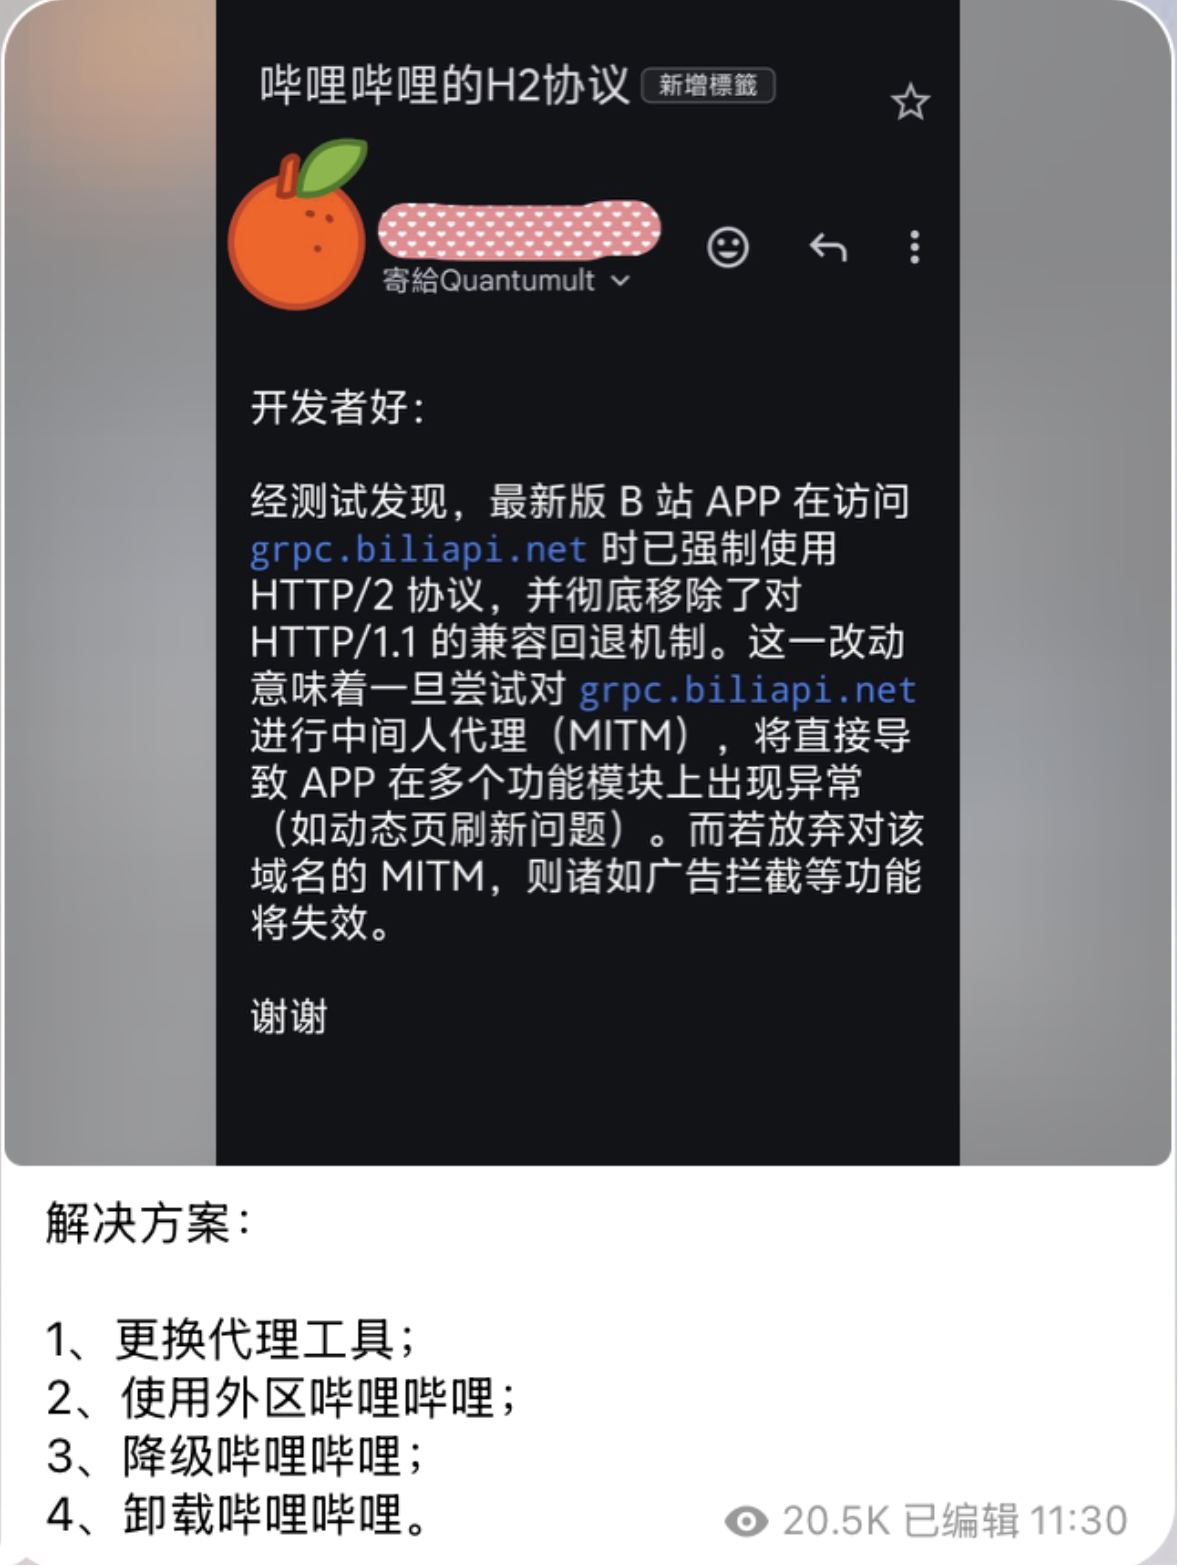 哔哩哔哩的H2协议 新增標籤
寄給Quantumult
开发者好：
经测试发现，最新版 B 站 APP 在访问
grpc.biliapi.net 时已强制使用
HTTP/2 协议，并彻底移除了对
HTTP/1.1 的兼容回退机制。这一改动
意味着一旦尝试对 grpc.biliapi.net
进行中间人代理（MITM），将直接导
致 APP 在多个功能模块上出现异常
（如动态页刷新问题）。而若放弃对该
域名的 MITM，则诸如广告拦截等功能
将失效。
谢谢
解决方案：
1、更换代理工具；
2、使用外区哔哩哔哩；
3、降级哔哩哔哩；
4、卸载哔哩哔哩。
20.5K 已编辑 11:30